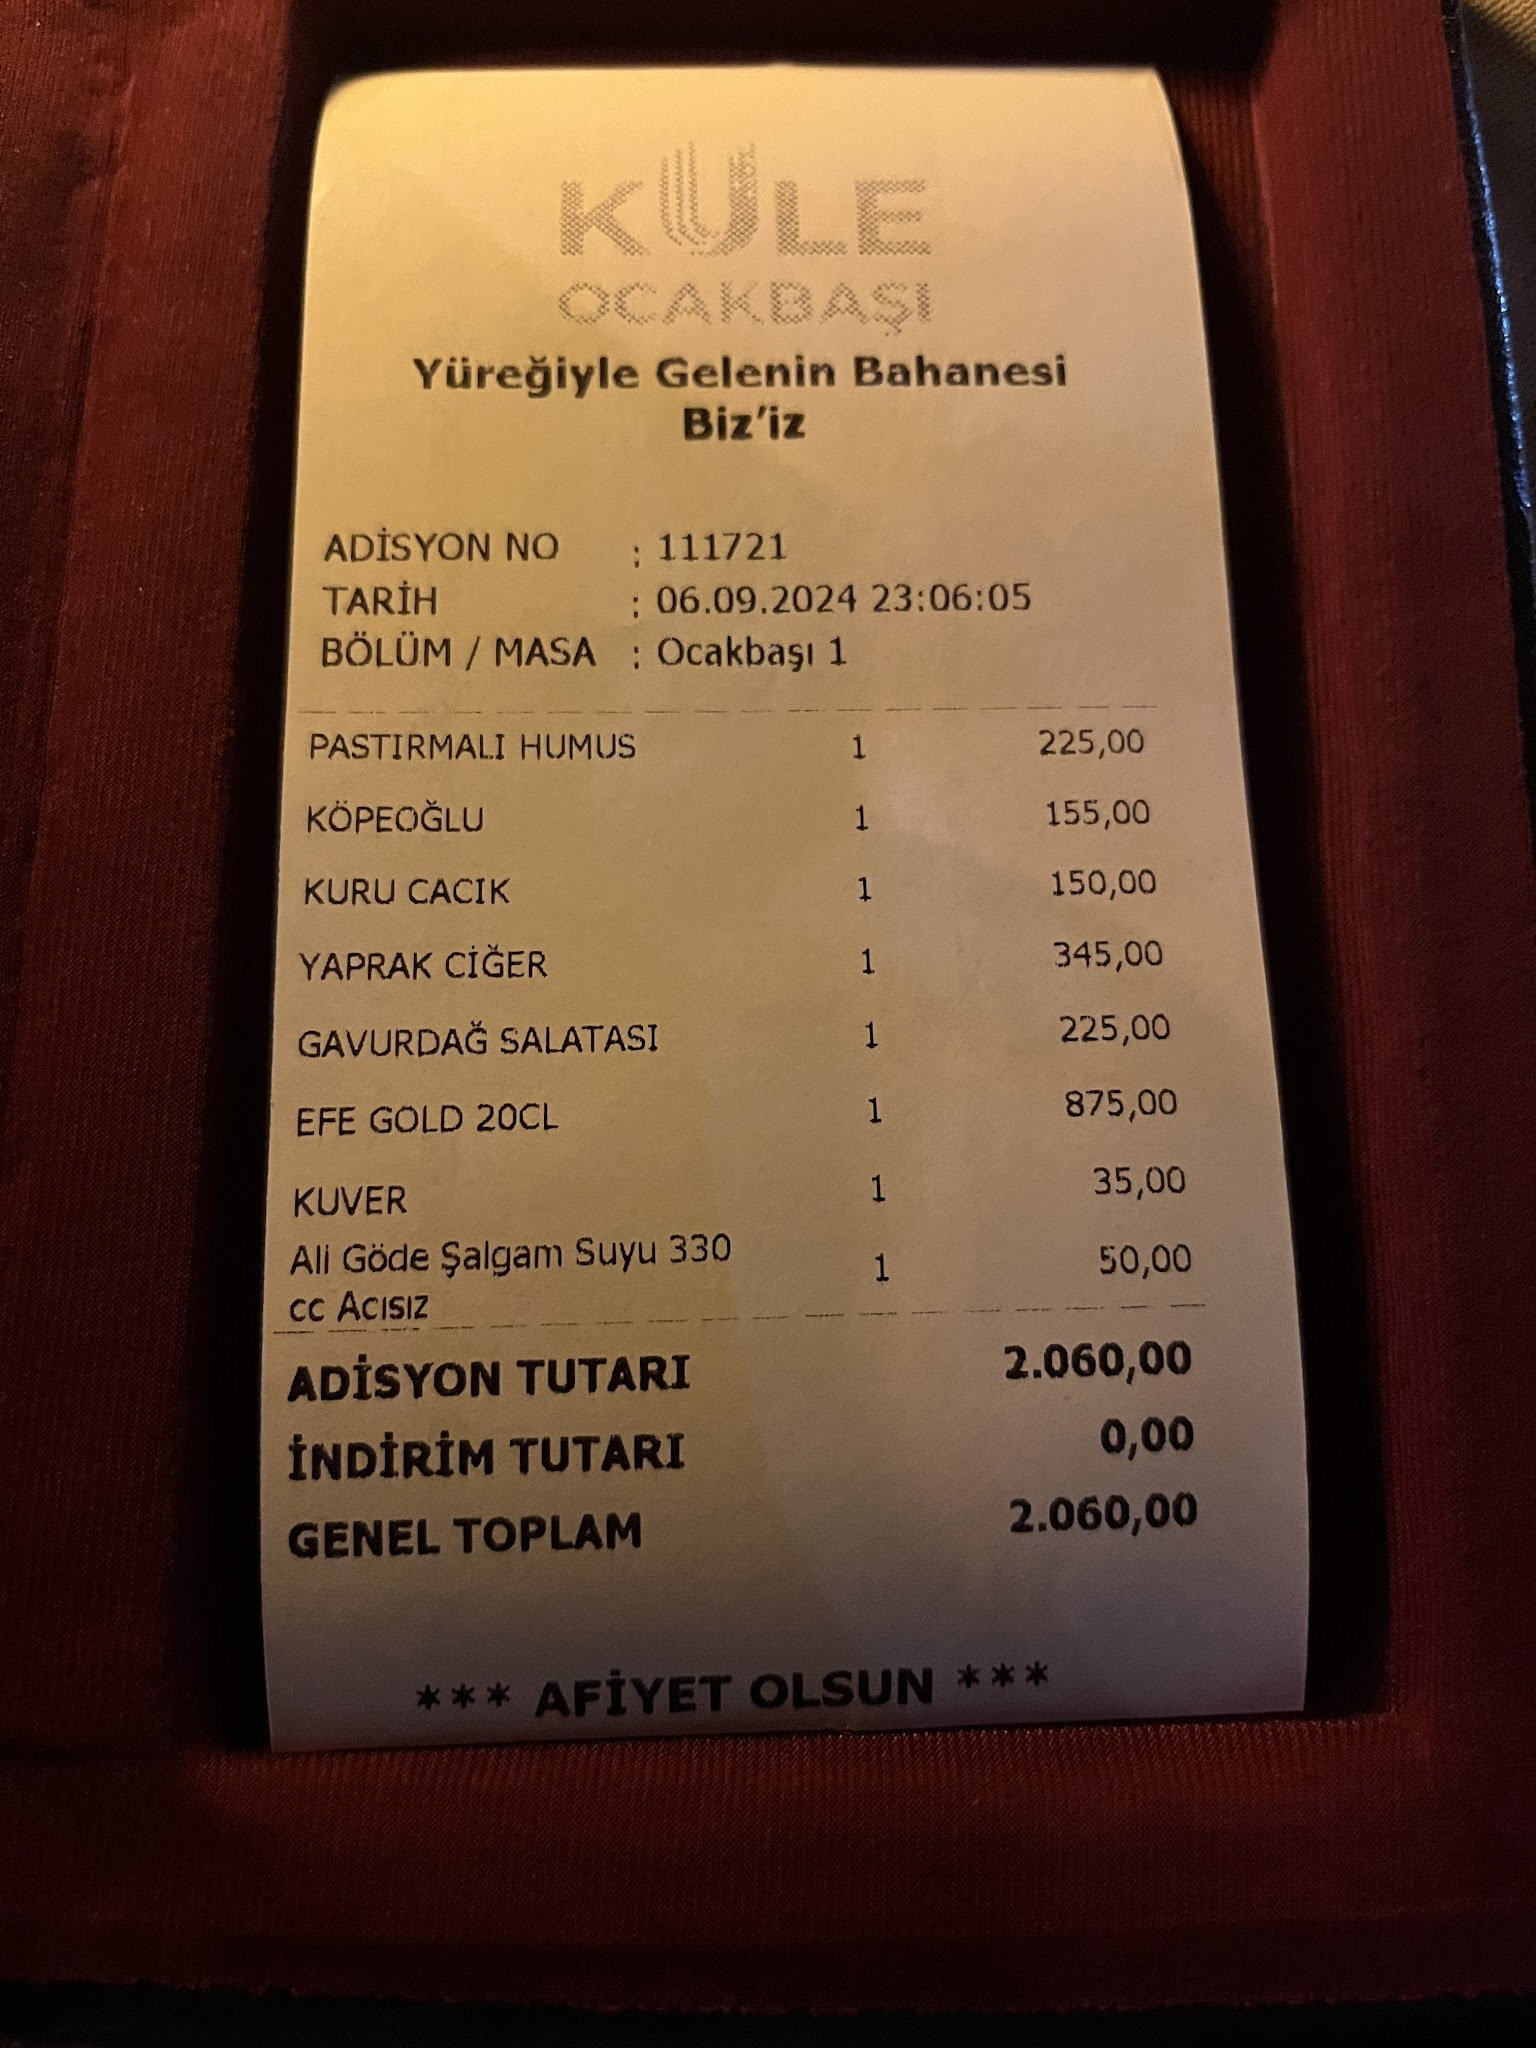 KULE
OCAKBAŞI
Yüreğiyle Gelenin Bahanesi
Biz'iz
ADİSYON NO : 111721
TARİH : 06.09.2024 23:06:05
BÖLÜM / MASA : Ocakbaşı 1
PASTIRMALI HUMUS 1 225,00
KÖPEOĞLU 1 155,00
KURU CACIK 1 150,00
YAPRAK CİĞER 1 345,00
GAVURDAĞ SALATASI 1 225,00
EFE GOLD 20CL 1 875,00
KUVER 1 35,00
Ali Göde Şalgam Suyu 330 1 50,00
cc Acısız
ADİSYON TUTARI 2.060,00
İNDİRİM TUTARI 0,00
GENEL TOPLAM 2.060,00
*** AFİYET OLSUN ***